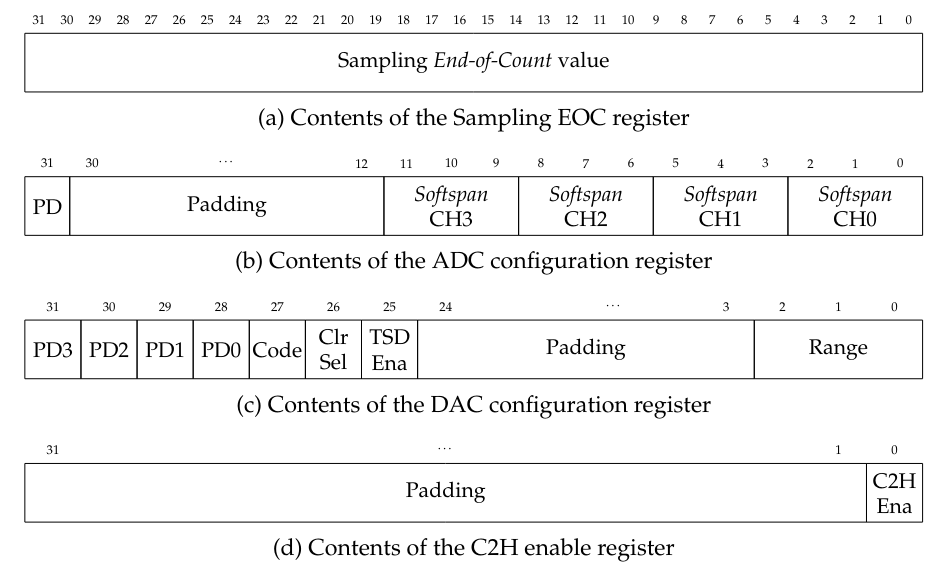 31 30 29 28 27 26 25 24 23 22 21 20 19 18 17 16 15 14 13 12 11 10 9 8 7 6 5 4 3 2 1 0
Sampling End-of-Count value
(a) Contents of the Sampling EOC register
31 30 ... 12 11 10 9 8 7 6 5 4 3 2 1 0
PD Padding Softspan CH3 Softspan CH2 Softspan CH1 Softspan CH0
(b) Contents of the ADC configuration register
31 30 29 28 27 26 25 24 ... 3 2 1 0
PD3 PD2 PD1 PD0 Code Clr Sel TSD Ena Padding Range
(c) Contents of the DAC configuration register
31 ... 1 0
Padding C2H Ena
(d) Contents of the C2H enable register